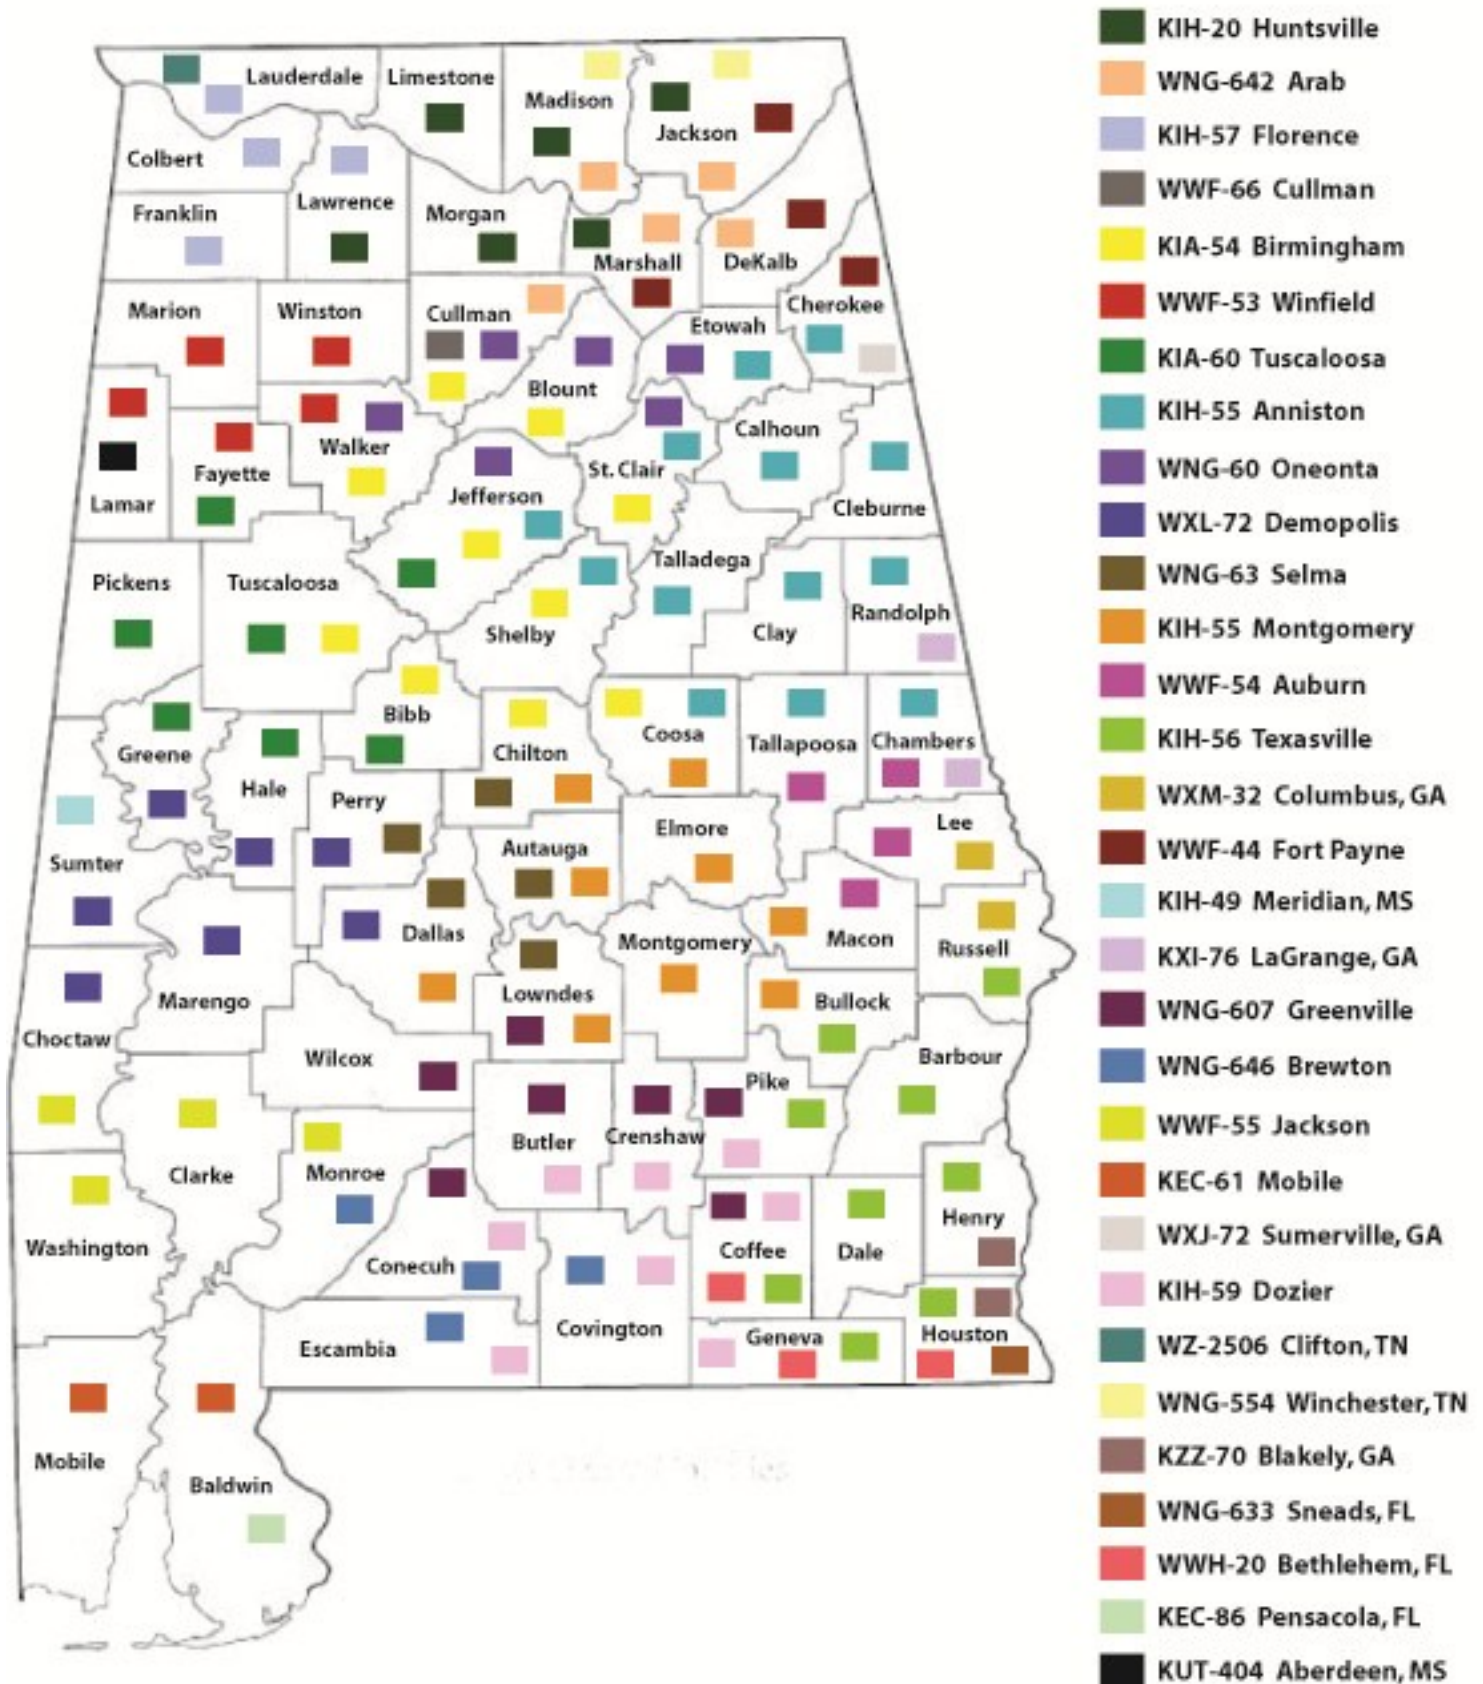 Lauderdale
Limestone
Madison
Jackson
Colbert
Lawrence
Franklin
Morgan
Marshall
DeKalb
Cherokee
Marion
Winston
Cullman
Etowah
Blount
Calhoun
Walker
St. Clair
Fayette
Jefferson
Lamar
Cleburne
Talladega
Pickens
Tuscaloosa
Randolph
Shelby
Clay
Bibb
Coosa
Tallapoosa
Chambers
Chilton
Greene
Hale
Perry
Elmore
Lee
Autauga
Sumter
Dallas
Montgomery
Macon
Russell
Marengo
Lowndes
Bullock
Choctaw
Wilcox
Barbour
Pike
Butler
Crenshaw
Clarke
Monroe
Henry
Washington
Conecuh
Coffee
Dale
Covington
Geneva
Houston
Escambia
Mobile
Baldwin
KIH-20 Huntsville
WNG-642 Arab
KIH-57 Florence
WWF-66 Cullman
KIA-54 Birmingham
WWF-53 Winfield
KIA-60 Tuscaloosa
KIH-55 Anniston
WNG-60 Oneonta
WXL-72 Demopolis
WNG-63 Selma
KIH-55 Montgomery
WWF-54 Auburn
KIH-56 Texasville
WXM-32 Columbus, GA
WWF-44 Fort Payne
KIH-49 Meridian, MS
KXI-76 LaGrange, GA
WNG-607 Greenville
WNG-646 Brewton
WWF-55 Jackson
KEC-61 Mobile
WXJ-72 Sumerville, GA
KIH-59 Dozier
WZ-2506 Clifton, TN
WNG-554 Winchester, TN
KZZ-70 Blakely, GA
WNG-633 Sneads, FL
WWH-20 Bethlehem, FL
KEC-86 Pensacola, FL
KUT-404 Aberdeen, MS